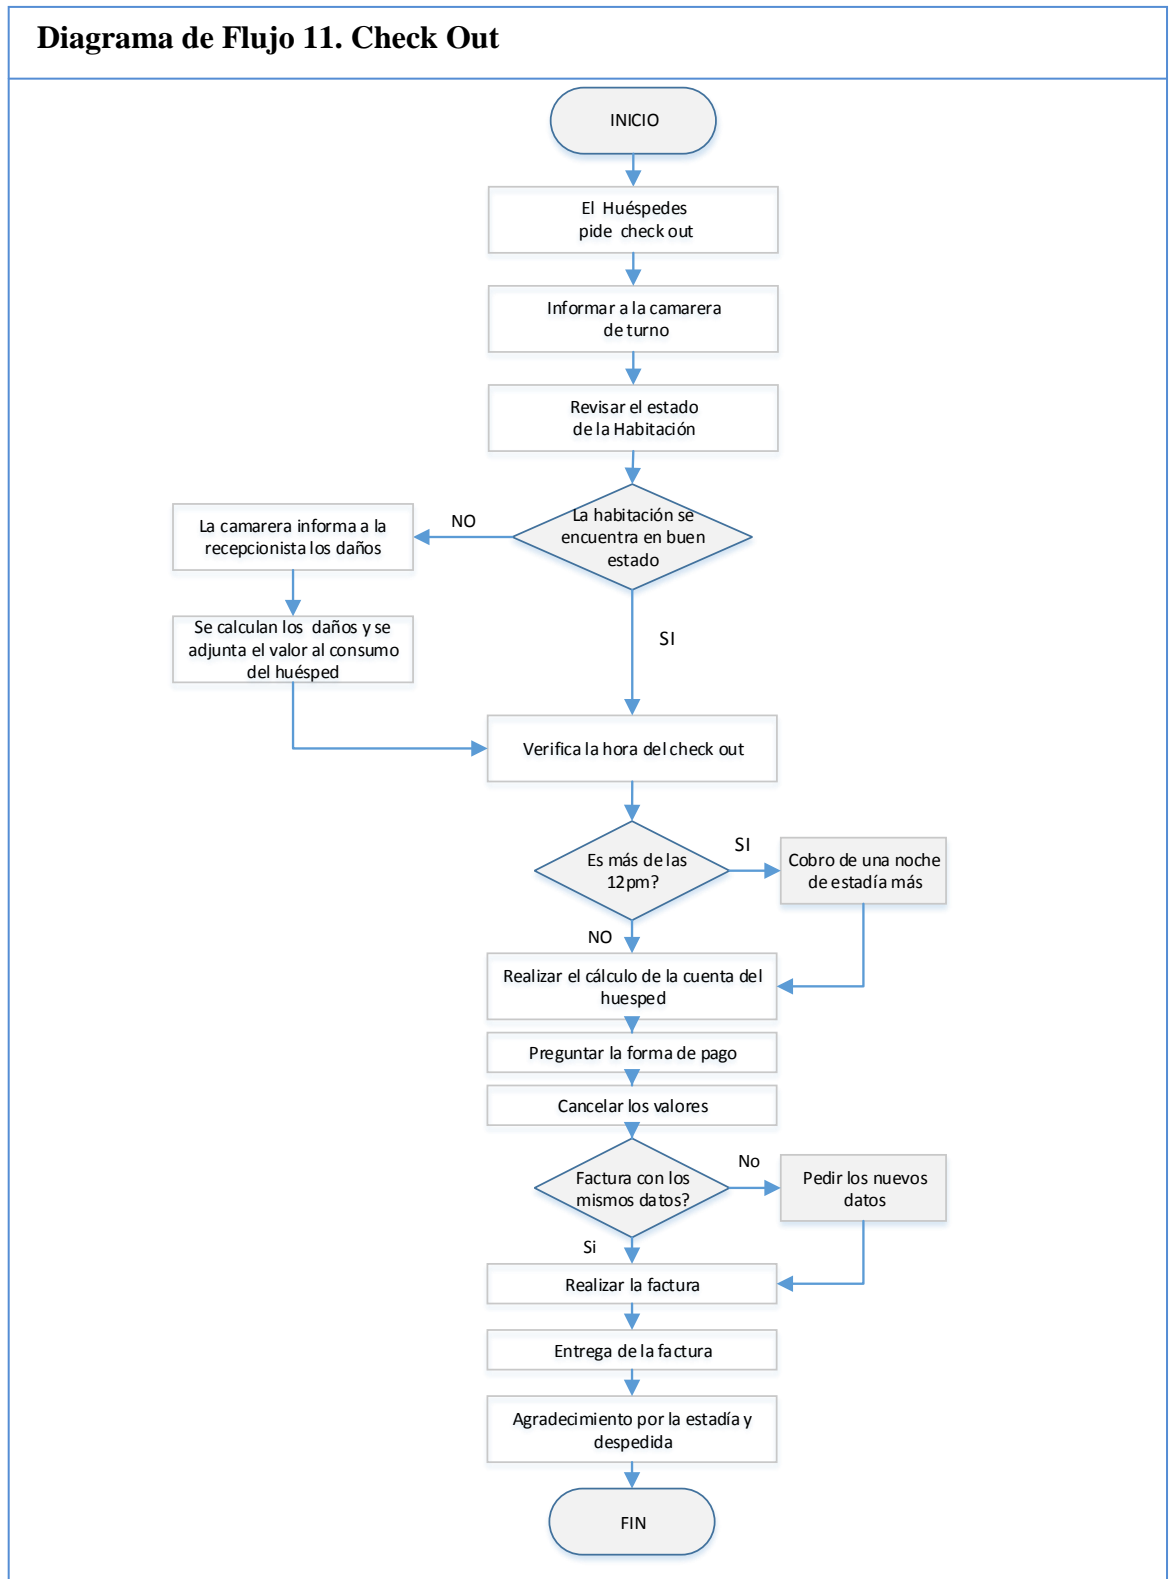 Diagrama de Flujo 11. Check Out
INICIO
El Huéspedes
pide check out
Informar a la camarera
de turno
Revisar el estado
de la Habitación
La habitación se
encuentra en buen
estado
NO
La camarera informa a la
recepcionista los daños
Se calculan los daños y se
adjunta el valor al consumo
del huésped
SI
Verifica la hora del check out
Es más de las
12pm?
SI
Cobro de una noche
de estadía más
NO
Realizar el cálculo de la cuenta del
huesped
Preguntar la forma de pago
Cancelar los valores
Factura con los
mismos datos?
No
Pedir los nuevos
datos
Si
Realizar la factura
Entrega de la factura
Agradecimiento por la estadía y
despedida
FIN